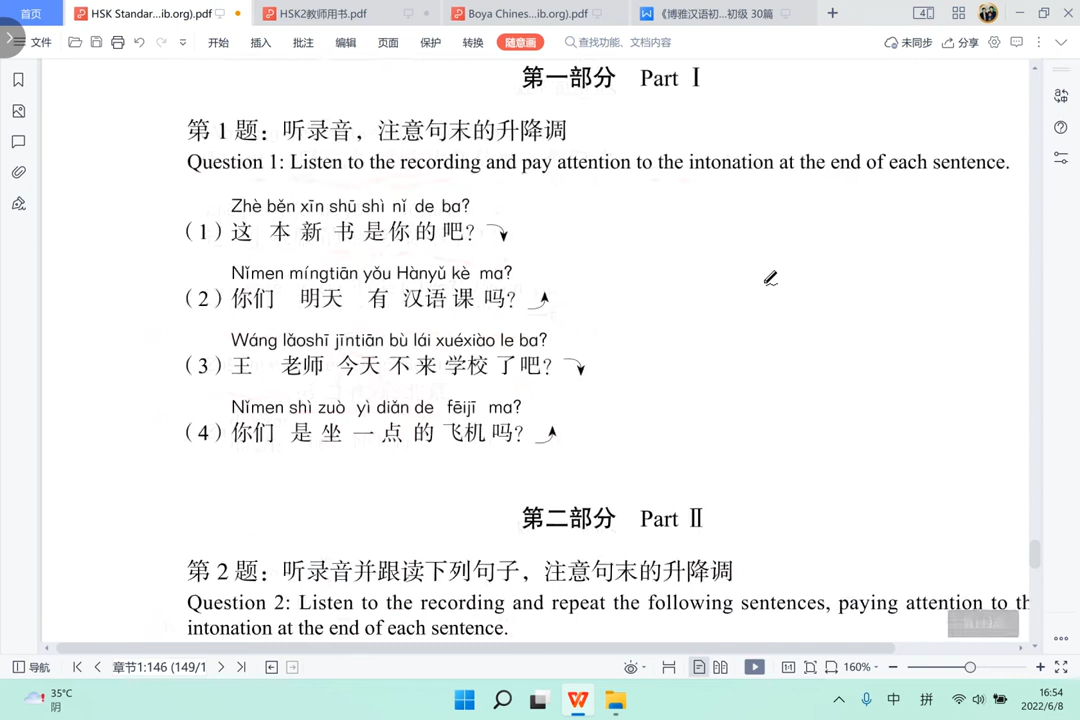 首页 HSK Standar...ib.org).pdf HSK2教师用书.pdf Boya Chines...ib.org).pdf 《博雅汉语初...初级 30篇
文件 开始 插入 批注 编辑 页面 保护 转换 随意画 查找功能、文档内容 未同步 分享
第一部分 Part Ⅰ
第1题：听录音，注意句末的升降调
Question 1: Listen to the recording and pay attention to the intonation at the end of each sentence.
Zhè běn xīn shū shì nǐ de ba?
（1）这 本 新 书 是 你 的 吧？
Nǐmen míngtiān yǒu Hànyǔ kè ma?
（2）你们 明天 有 汉语 课 吗？
Wáng lǎoshī jīntiān bù lái xuéxiào le ba?
（3）王 老师 今天 不 来 学校 了 吧？
Nǐmen shì zuò yì diǎn de fēijī ma?
（4）你们 是 坐 一 点 的 飞机 吗？
第二部分 Part Ⅱ
第2题：听录音并跟读下列句子，注意句末的升降调
Question 2: Listen to the recording and repeat the following sentences, paying attention to th
intonation at the end of each sentence.
导航 章节1:146 (149/1 160%
35°C
阴
中 拼
16:54
2022/6/8